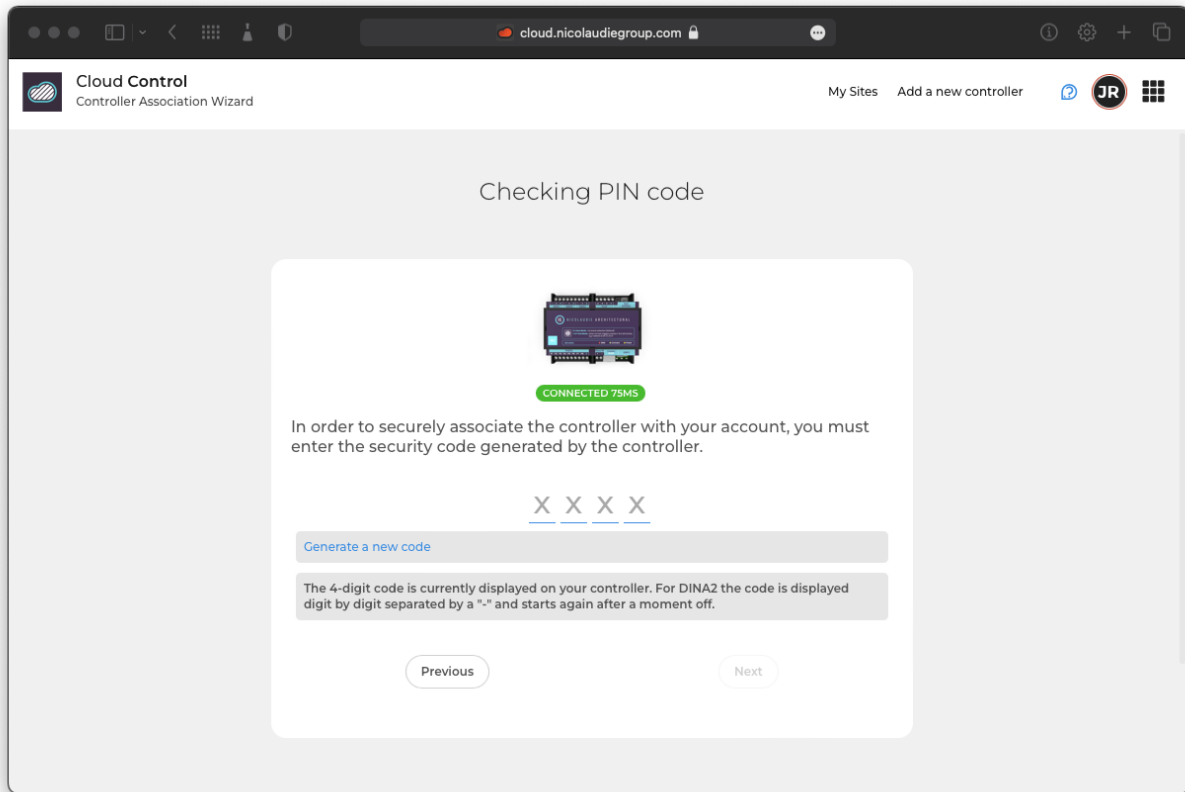 cloud.nicolaudiegroup.com
Cloud Control
Controller Association Wizard
My Sites
Add a new controller
JR
Checking PIN code
NICOLAUDIE ARCHITECTURAL
CONNECTED 75MS
In order to securely associate the controller with your account, you must
enter the security code generated by the controller.
X X X X
Generate a new code
The 4-digit code is currently displayed on your controller. For DINA2 the code is displayed
digit by digit separated by a "-" and starts again after a moment off.
Previous
Next